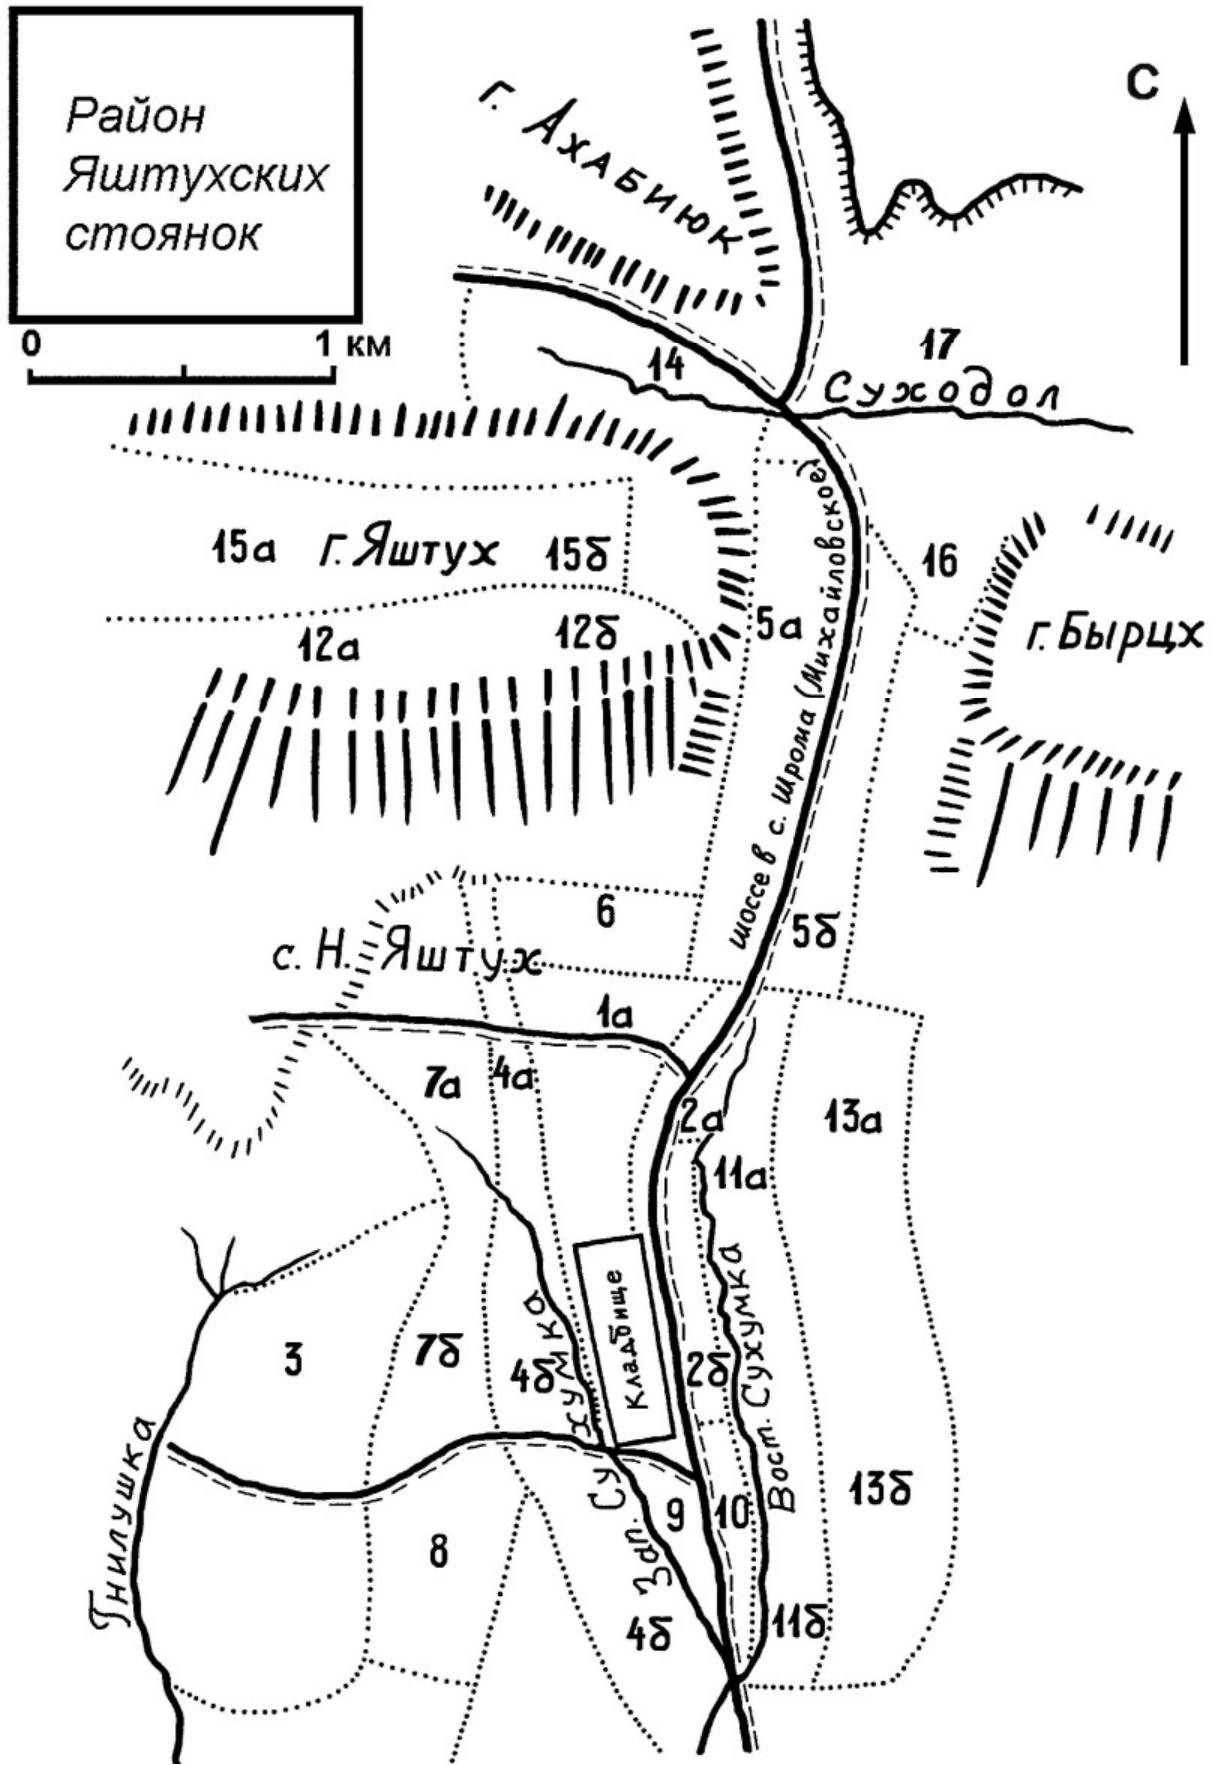 Район
Яштухских
стоянок
0 1 км
С
г. Ахабиюк
14
17
Суходол
15а
г. Яштух
15б
16
5а
г. Бырцх
12а
12б
шоссе в с. Шрома (Михайловское)
6
5б
с. Н. Яштух
1а
7а
4а
2а
13а
11а
Кладбище
3
7б
4б
2б
Зап. Сухумка
Вост. Сухумка
Гнилушка
13б
9
10
8
4б
11б